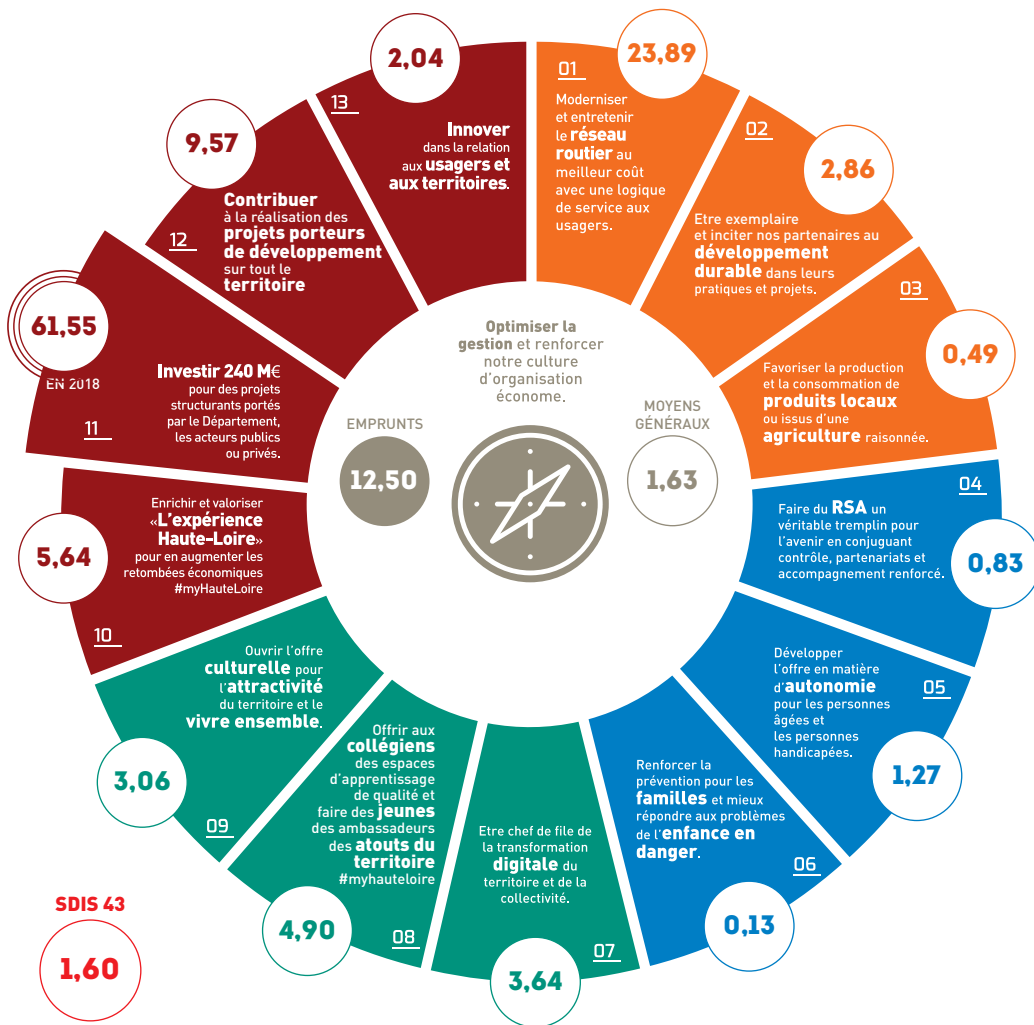 01
23,89
Moderniser
et entretenir
le réseau
routier au
meilleur coût
avec une logique
de service aux
usagers.
02
2,86
Etre exemplaire
et inciter nos partenaires au
développement
durable dans leurs
pratiques et projets.
03
0,49
Favoriser la production
et la consommation de
produits locaux
ou issus d'une
agriculture raisonnée.
04
0,83
Faire du RSA un
véritable tremplin pour
l'avenir en conjuguant
contrôle, partenariats et
accompagnement renforcé.
05
1,27
Développer
l'offre en matière
d'autonomie
pour les personnes
âgées et
les personnes
handicapées.
06
0,13
Renforcer la
prévention pour les
familles et mieux
répondre aux problèmes
de l'enfance en
danger.
07
3,64
Etre chef de file de
la transformation
digitale du
territoire et de la
collectivité.
08
4,90
Offrir aux
collégiens
des espaces
d'apprentissage
de qualité et
faire des jeunes
des ambassadeurs
des atouts du
territoire
#myhauteloire
09
3,06
Ouvrir l'offre
culturelle pour
l'attractivité
du territoire et le
vivre ensemble.
10
5,64
Enrichir et valoriser
«L'expérience
Haute-Loire»
pour en augmenter les
retombées économiques
#myHauteLoire
11
61,55
EN 2018
Investir 240 M€
pour des projets
structurants portés
par le Département,
les acteurs publics
ou privés.
12
9,57
Contribuer
à la réalisation des
projets porteurs
de développement
sur tout le
territoire
13
2,04
Innover
dans la relation
aux usagers et
aux territoires.
Optimiser la
gestion et renforcer
notre culture
d'organisation
économe.
EMPRUNTS
12,50
MOYENS
GÉNÉRAUX
1,63
SDIS 43
1,60